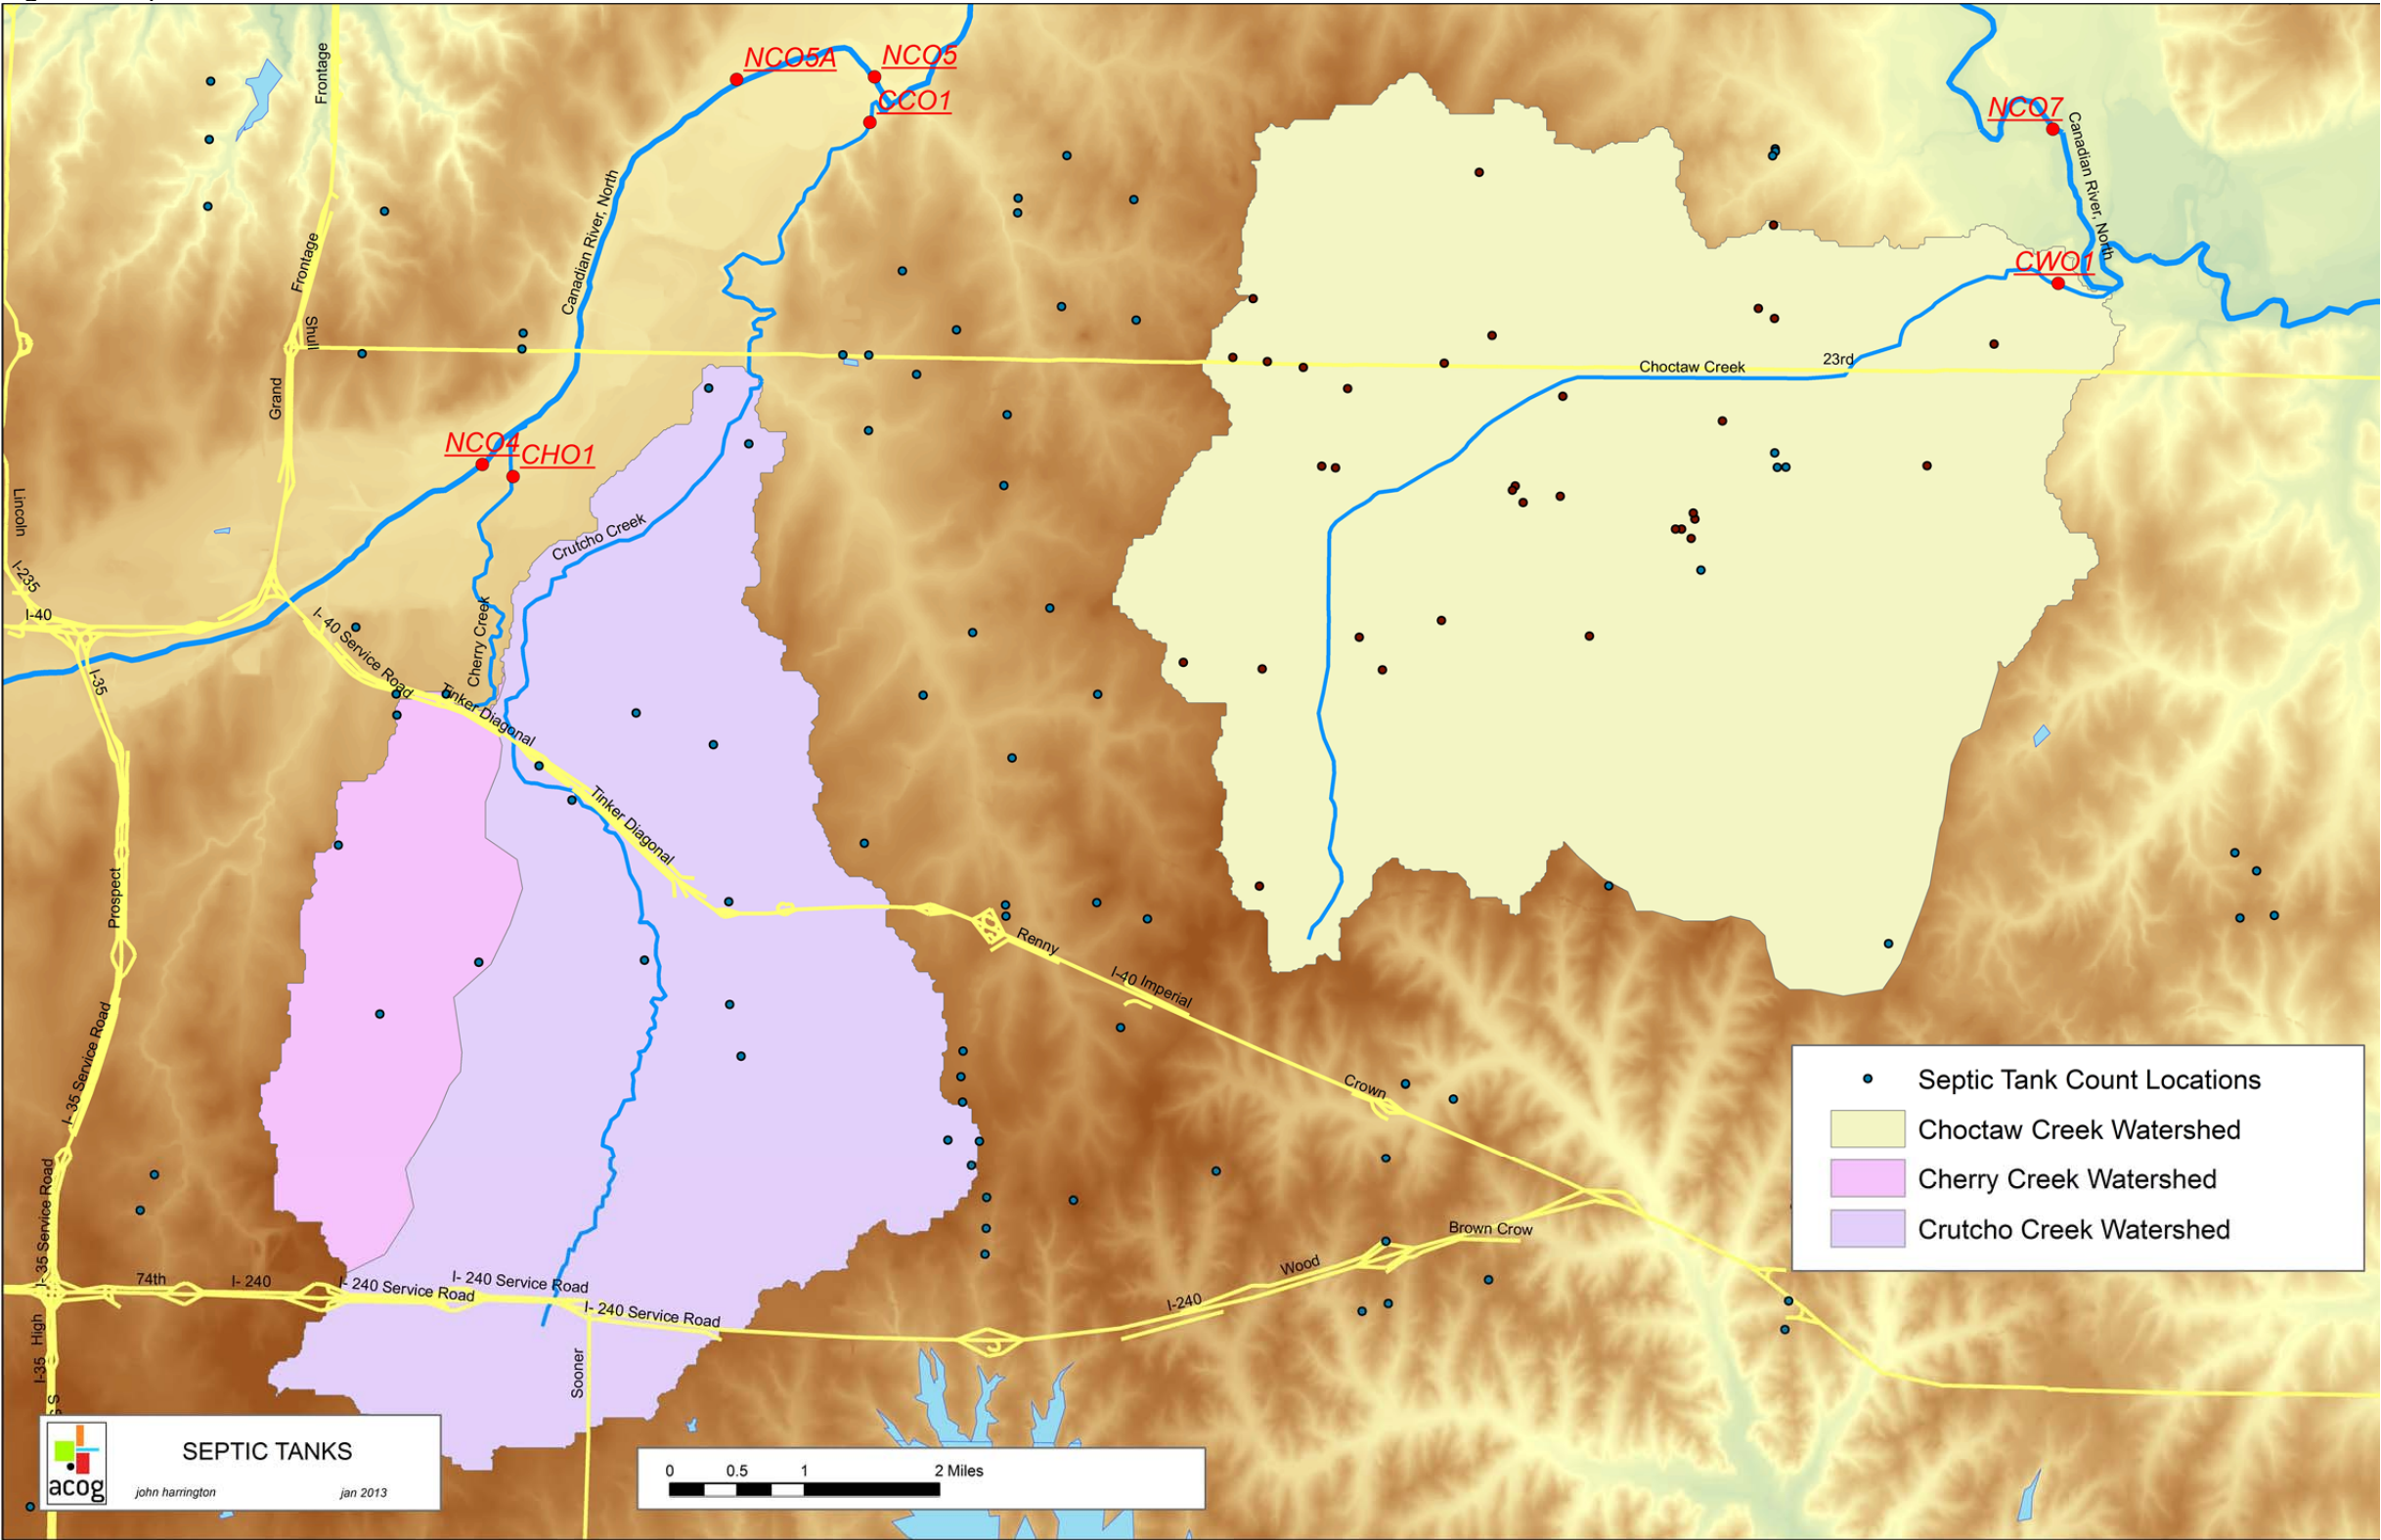 Frontage
NCO5A
NCO5
CCO1
NCO7
Canadian River, North
Canadian River, North
Frontage
CWO1
Shull
Choctaw Creek
23rd
Grand
NCO4
CHO1
Lincoln
Crutcho Creek
I-235
I-40
I- 40 Service Road
Cherry Creek
I-35
Tinker Diagonal
Tinker Diagonal
Prospect
Renny
I-40 Imperial
I- 35 Service Road
Crown
Septic Tank Count Locations
Choctaw Creek Watershed
Cherry Creek Watershed
Crutcho Creek Watershed
I- 35 Service Road
Brown Crow
Wood
74th
I- 240
I- 240 Service Road
I- 240 Service Road
I- 240 Service Road
I-240
I-35 High
Sooner
acog
SEPTIC TANKS
john harrington
jan 2013
0 0.5 1 2 Miles